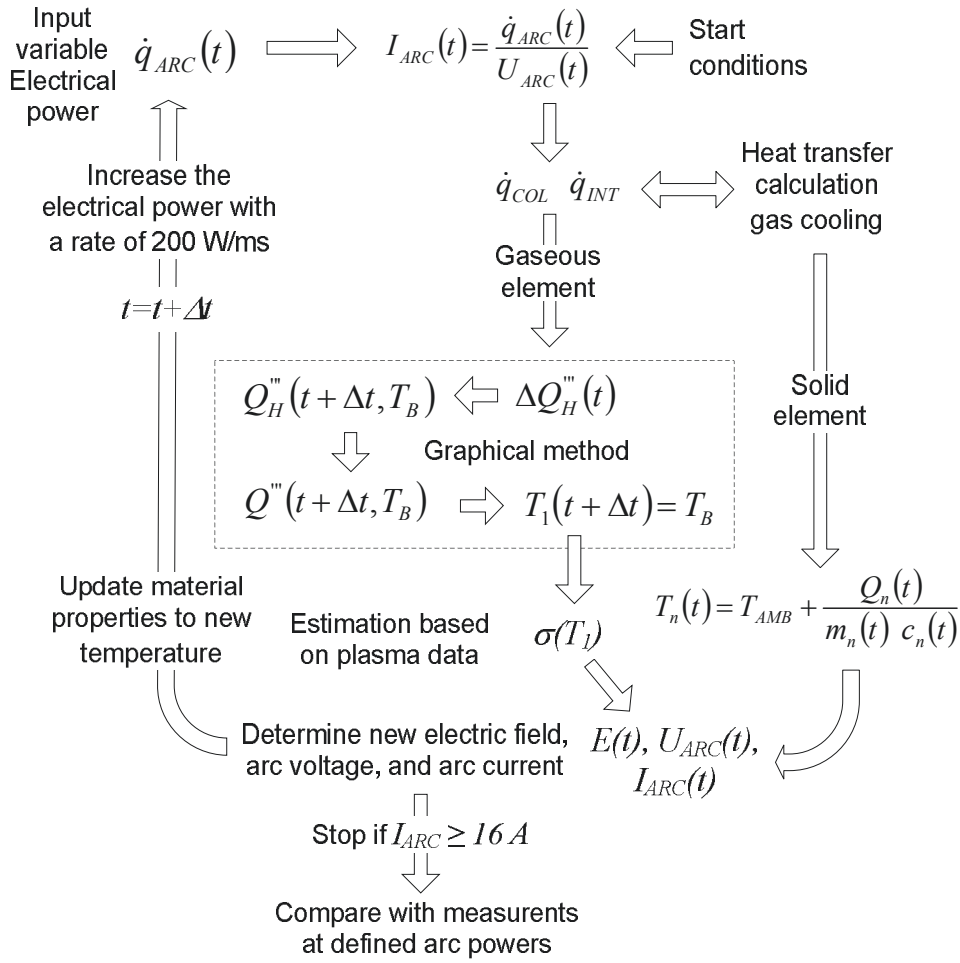 Input
variable
Electrical
power
q̇_ARC(t)
I_ARC(t) = q̇_ARC(t) / U_ARC(t)
Start
conditions
Increase the
electrical power with
a rate of 200 W/ms
q̇_COL q̇_INT
Heat transfer
calculation
gas cooling
Gaseous
element
t=t+Δt
Q'''_H(t + Δt, T_B)
ΔQ'''_H(t)
Graphical method
Q'''(t + Δt, T_B)
T_1(t + Δt) = T_B
Solid
element
Update material
properties to new
temperature
Estimation based
on plasma data
σ(T_1)
T_n(t) = T_AMB + Q_n(t) / m_n(t) c_n(t)
Determine new electric field,
arc voltage, and arc current
E(t), U_ARC(t),
I_ARC(t)
Stop if I_ARC ≥ 16 A
Compare with measurents
at defined arc powers